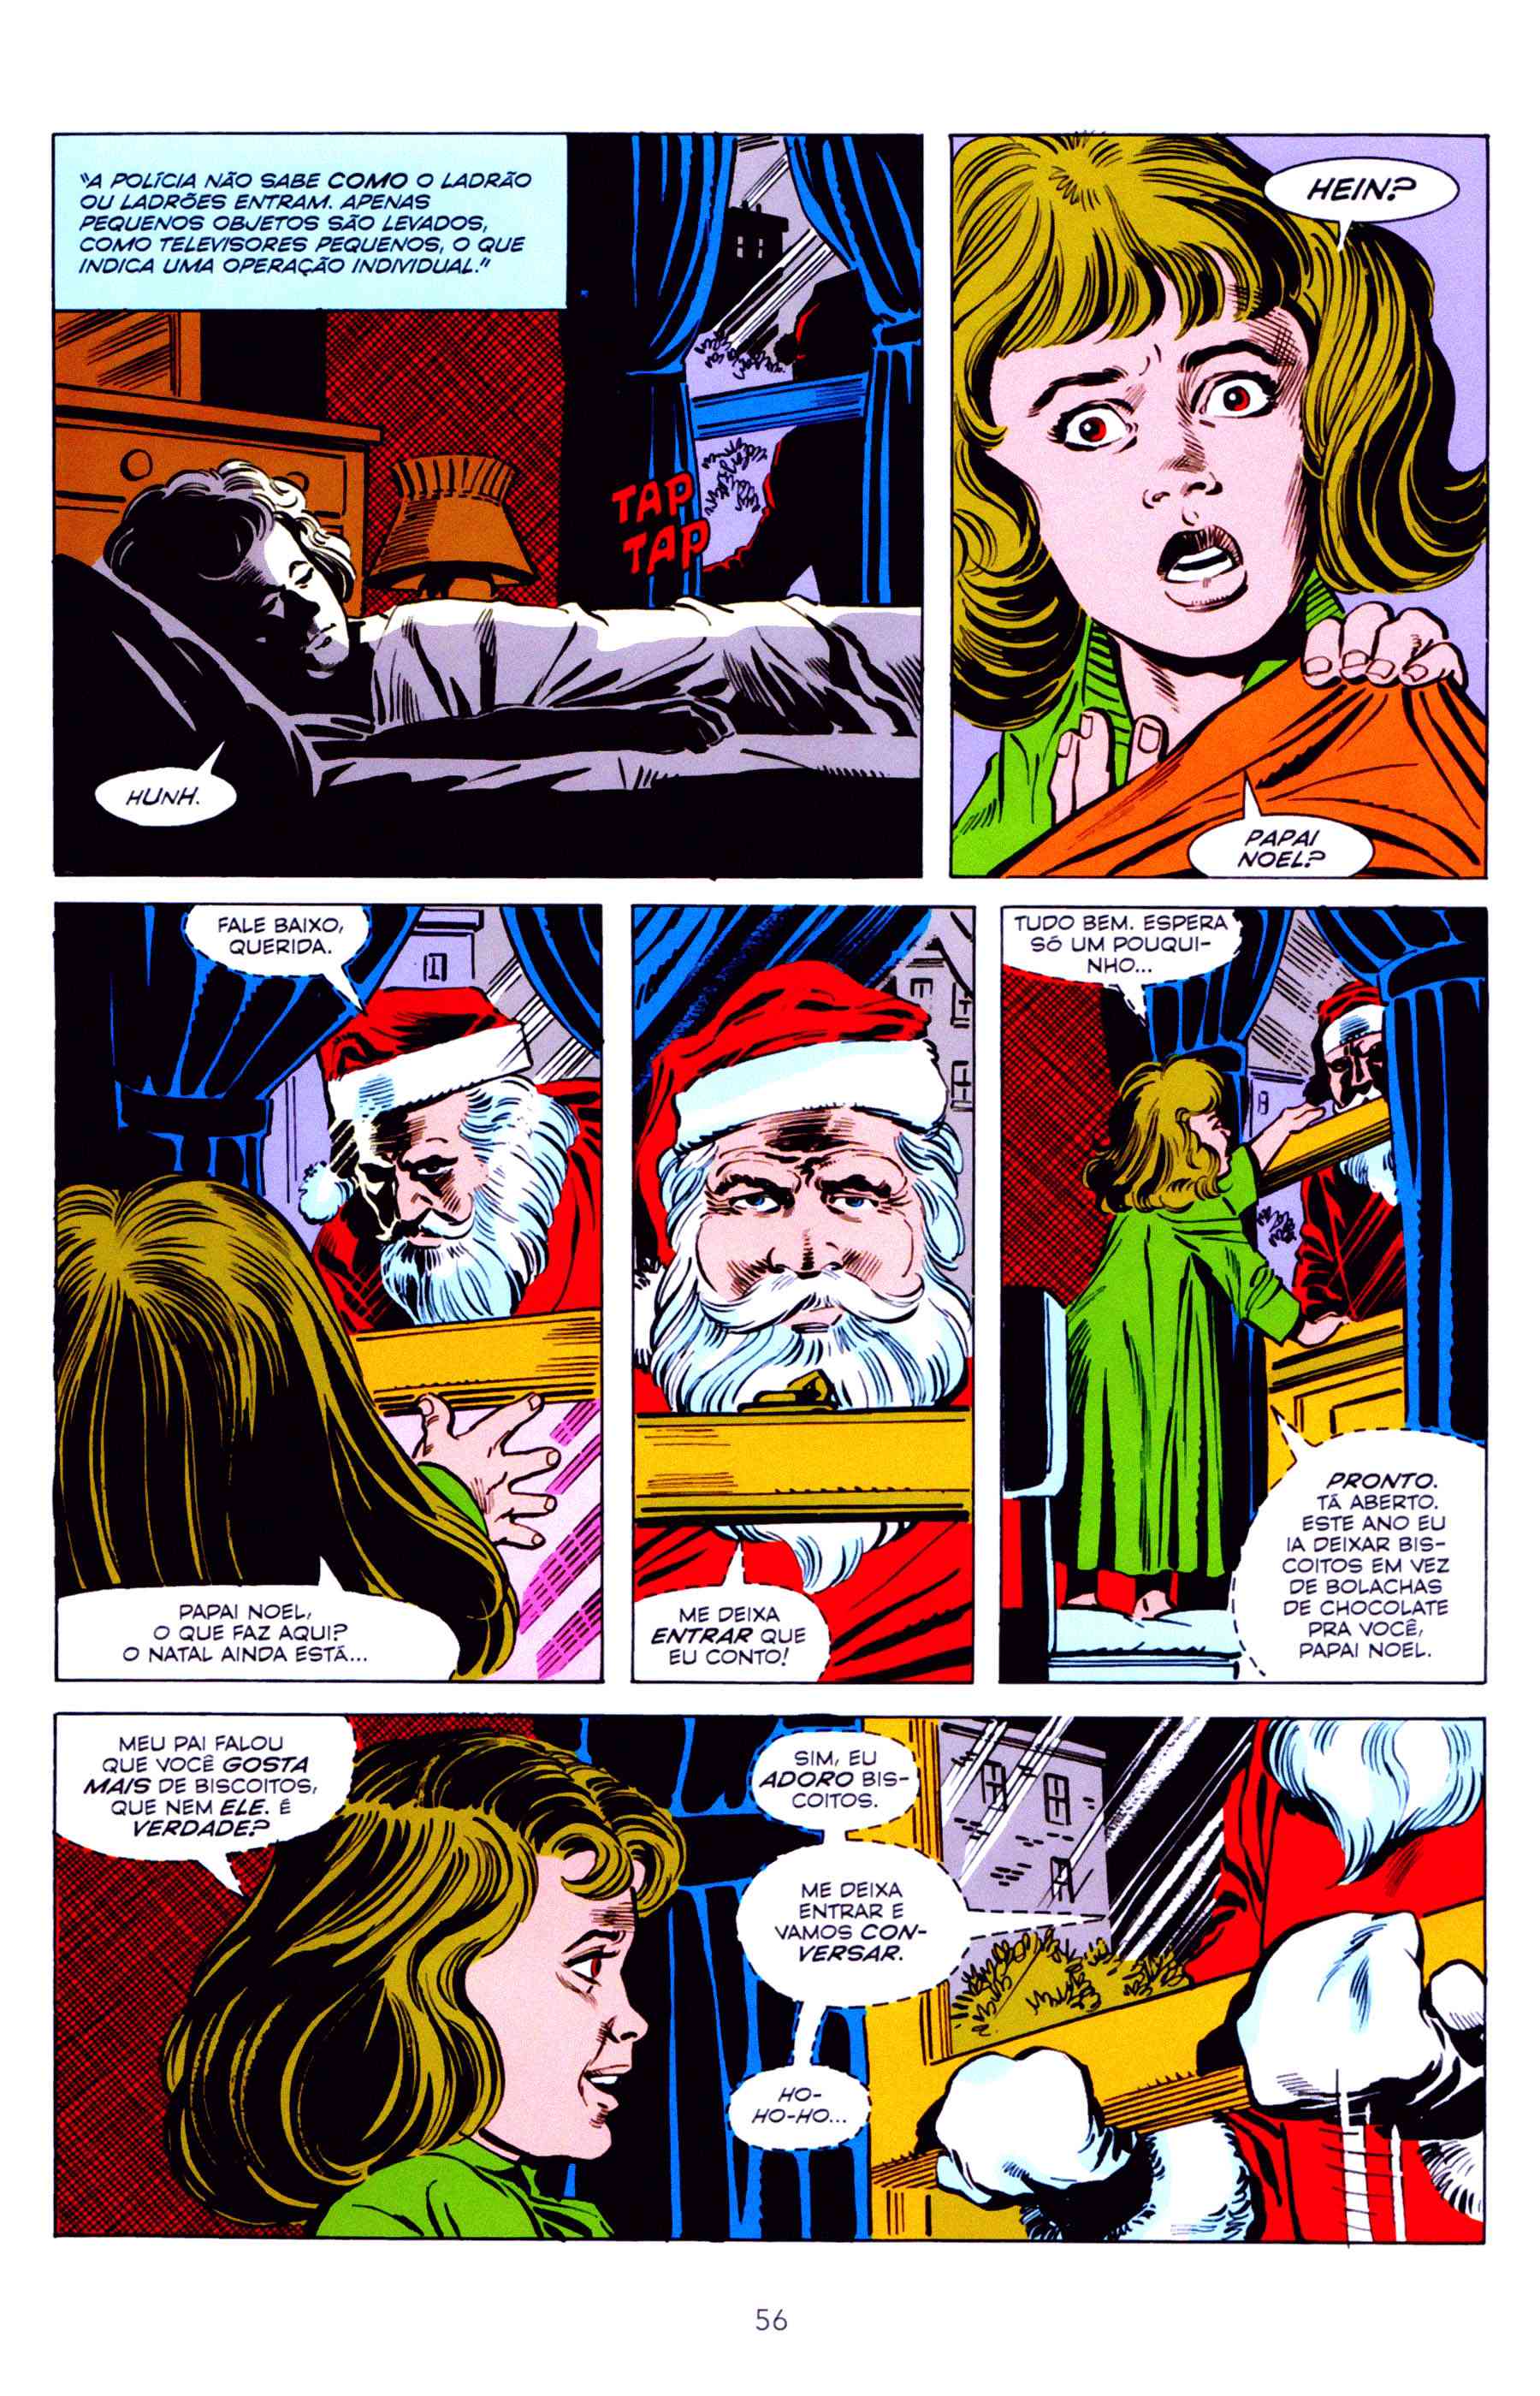 "A POLÍCIA NÃO SABE COMO O LADRÃO
OU LADRÕES ENTRAM. APENAS
PEQUENOS OBJETOS SÃO LEVADOS,
COMO TELEVISORES PEQUENOS, O QUE
INDICA UMA OPERAÇÃO INDIVIDUAL."
TAP
TAP
HUNH.
HEIN?
PAPAI
NOEL?
FALE BAIXO,
QUERIDA.
PAPAI NOEL,
O QUE FAZ AQUI?
O NATAL AINDA ESTÁ...
ME DEIXA
ENTRAR QUE
EU CONTO!
TUDO BEM. ESPERA
SÓ UM POUQUI-
NHO...
PRONTO.
TÁ ABERTO.
ESTE ANO EU
IA DEIXAR BIS-
COITOS EM VEZ
DE BOLACHAS
DE CHOCOLATE
PRA VOCÊ,
PAPAI NOEL.
MEU PAI FALOU
QUE VOCÊ GOSTA
MAIS DE BISCOITOS,
QUE NEM ELE. É
VERDADE?
SIM, EU
ADORO BIS-
COITOS.
ME DEIXA
ENTRAR E
VAMOS CON-
VERSAR.
HO-
HO-HO...
56